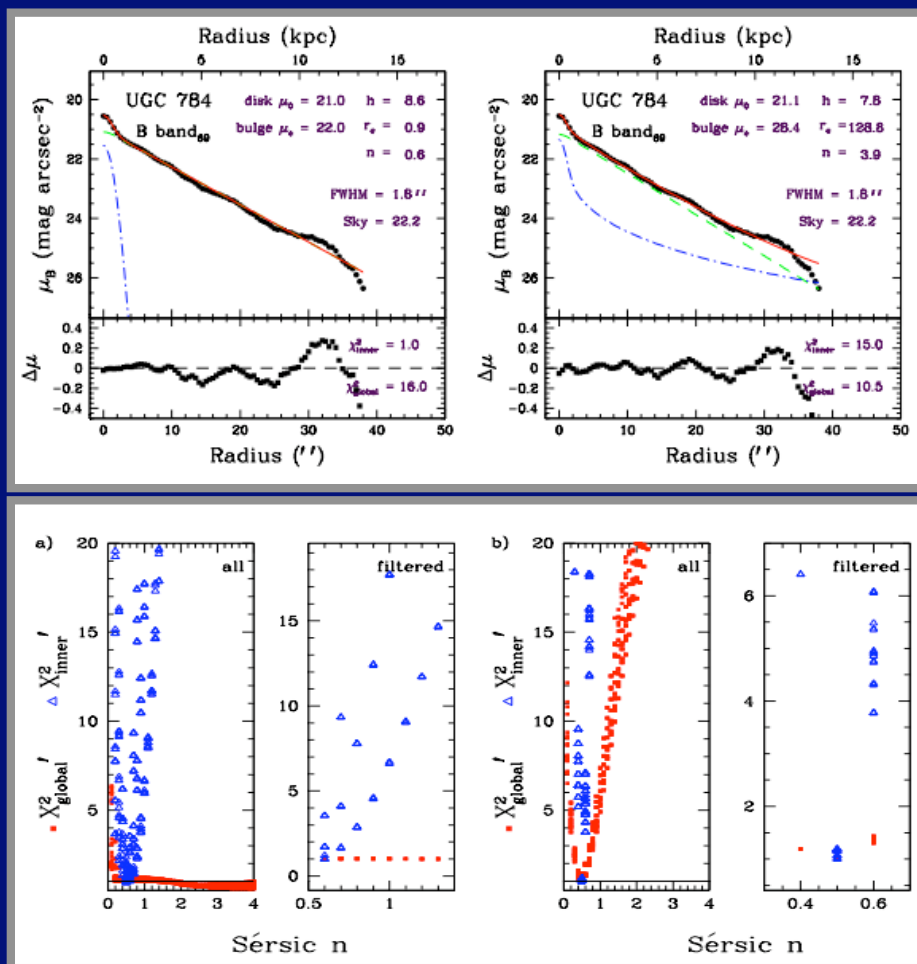 Radius (kpc)
0 5 10 15
UGC 784
B band₆₉
disk μ₀ = 21.0 h = 8.6
bulge μₑ = 22.0 rₑ = 0.9
n = 0.6
FWHM = 1.8″
Sky = 22.2
μ_B (mag arcsec⁻²)
20
22
24
26
Δμ
0.4
0.2
0
-0.2
-0.4
χ²inner = 1.0
χ²global = 16.0
0 10 20 30 40 50
Radius (″)
Radius (kpc)
0 5 10 15
UGC 784
B band₆₉
disk μ₀ = 21.1 h = 7.8
bulge μₑ = 28.4 rₑ = 128.8
n = 3.9
FWHM = 1.8″
Sky = 22.2
μ_B (mag arcsec⁻²)
20
22
24
26
Δμ
0.4
0.2
0
-0.2
-0.4
χ²inner = 15.0
χ²global = 10.5
0 10 20 30 40 50
Radius (″)
a)
all
filtered
20
15
10
5
15
10
5
0
χ²global′ χ²inner′
0 1 2 3 4
0.5 1
Sérsic n
b)
all
filtered
20
15
10
5
8
6
4
2
χ²global′ χ²inner′
0 1 2 3 4
0.4 0.6
Sérsic n